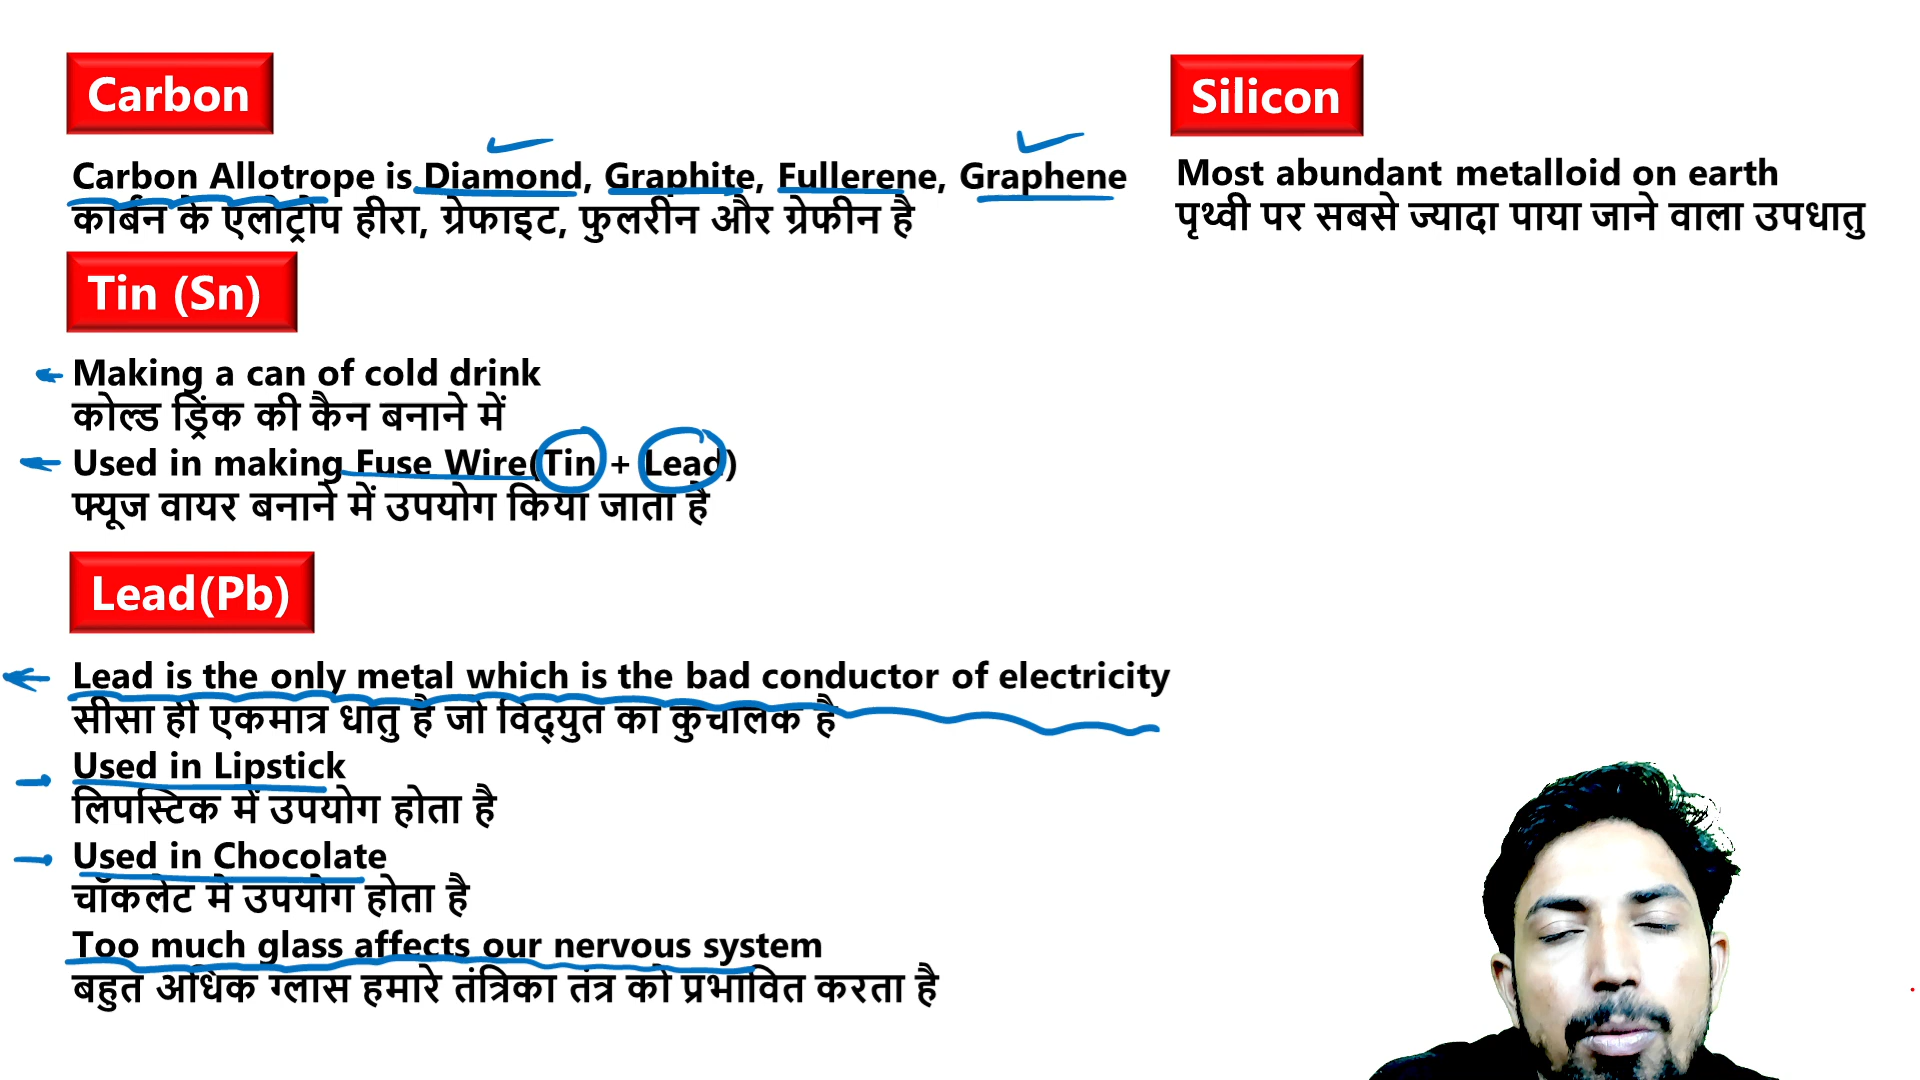 Carbon
Carbon Allotrope is Diamond, Graphite, Fullerene, Graphene
कार्बन के एलोट्रोप हीरा, ग्रेफाइट, फुलरीन और ग्रेफीन है
Silicon
Most abundant metalloid on earth
पृथ्वी पर सबसे ज्यादा पाया जाने वाला उपधातु
Tin (Sn)
Making a can of cold drink
कोल्ड ड्रिंक की कैन बनाने में
Used in making Fuse Wire(Tin + Lead)
फ्यूज वायर बनाने में उपयोग किया जाता है
Lead(Pb)
Lead is the only metal which is the bad conductor of electricity
सीसा ही एकमात्र धातु है जो विद्युत का कुचालक है
Used in Lipstick
लिपस्टिक में उपयोग होता है
Used in Chocolate
चॉकलेट में उपयोग होता है
Too much glass affects our nervous system
बहुत अधिक ग्लास हमारे तंत्रिका तंत्र को प्रभावित करता है